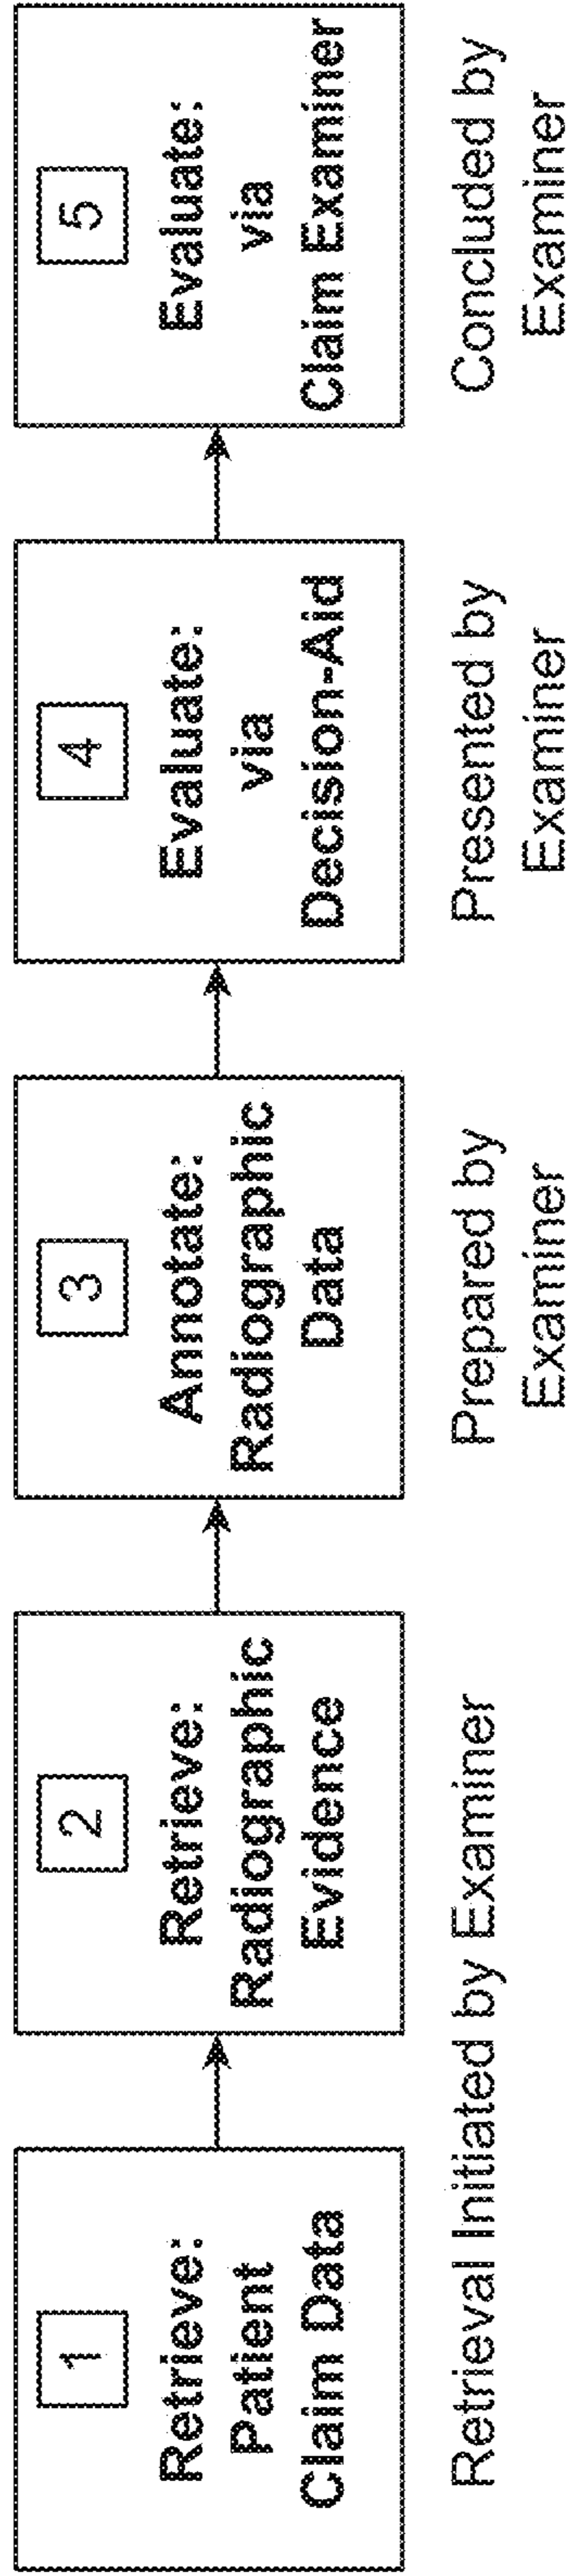 1
Retrieve:
Patient
Claim Data
2
Retrieve:
Radiographic
Evidence
Retrieval Initiated by Examiner
3
Annotate:
Radiographic
Data
Prepared by
Examiner
4
Evaluate:
via
Decision-Aid
Presented by
Examiner
5
Evaluate:
via
Claim Examiner
Concluded by
Examiner